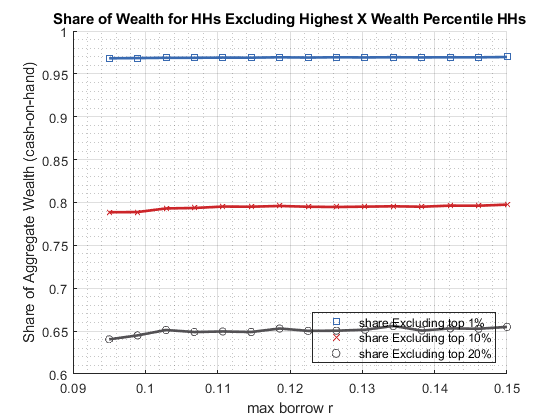 Share of Wealth for HHs Excluding Highest X Wealth Percentile HHs
Share of Aggregate Wealth (cash-on-hand)
1
0.95
0.9
0.85
0.8
0.75
0.7
0.65
0.6
share Excluding top 1%
share Excluding top 10%
share Excluding top 20%
0.09
0.1
0.11
0.12
0.13
0.14
0.15
max borrow r